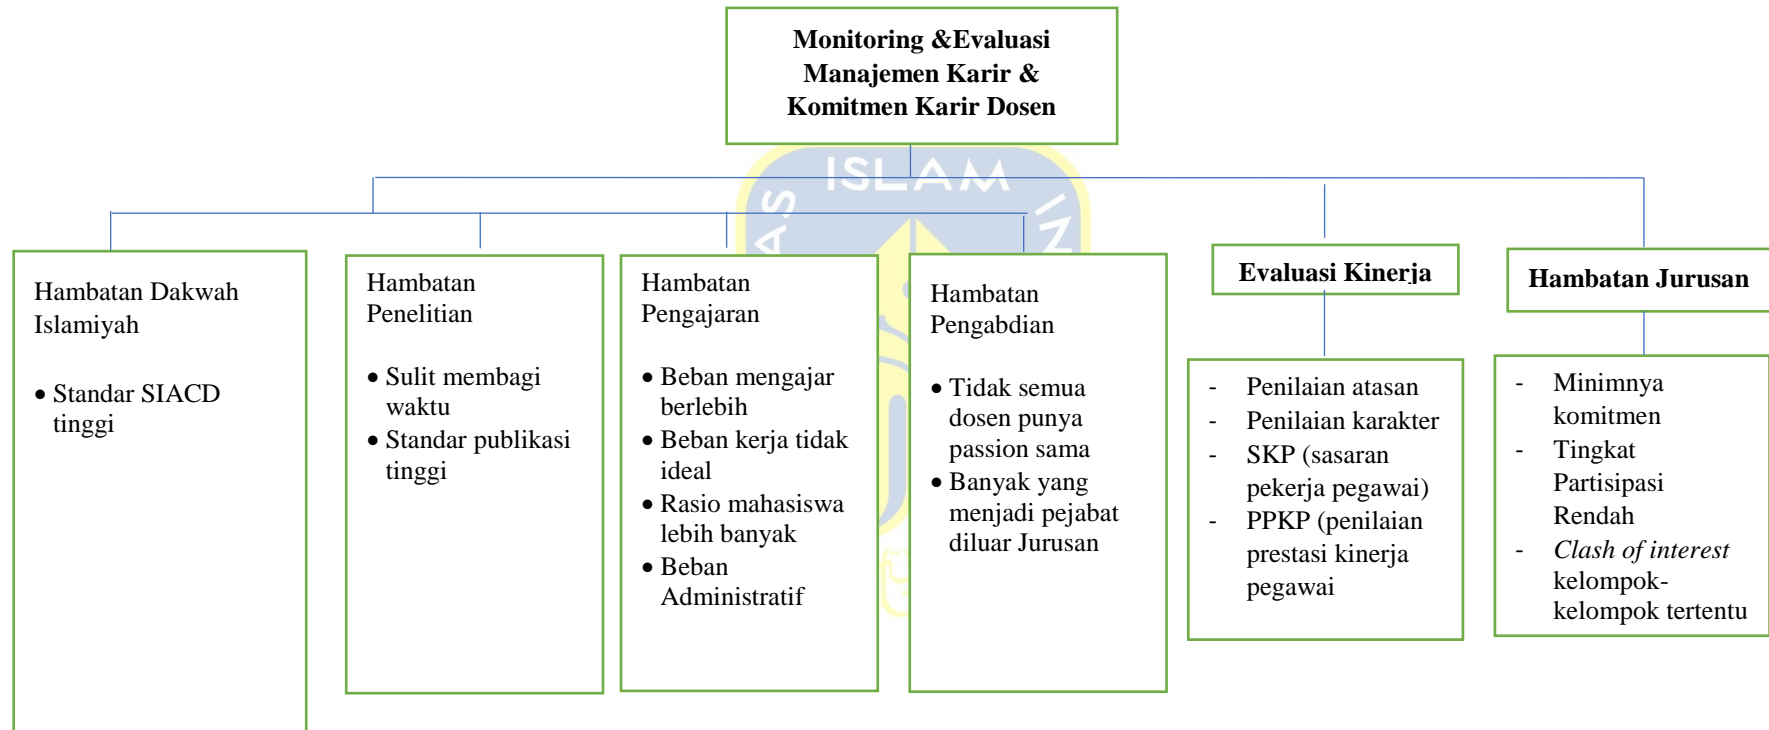 Monitoring &Evaluasi
Manajemen Karir &
Komitmen Karir Dosen
ISLAM
Hambatan Dakwah
Islamiyah
• Standar SIACD
tinggi
Hambatan
Penelitian
• Sulit membagi
waktu
• Standar publikasi
tinggi
Hambatan
Pengajaran
• Beban mengajar
berlebih
• Beban kerja tidak
ideal
• Rasio mahasiswa
lebih banyak
• Beban
Administratif
Hambatan
Pengabdian
• Tidak semua
dosen punya
passion sama
• Banyak yang
menjadi pejabat
diluar Jurusan
Evaluasi Kinerja
- Penilaian atasan
- Penilaian karakter
- SKP (sasaran
pekerja pegawai)
- PPKP (penilaian
prestasi kinerja
pegawai
Hambatan Jurusan
- Minimnya
komitmen
- Tingkat
Partisipasi
Rendah
- Clash of interest
kelompok-
kelompok tertentu